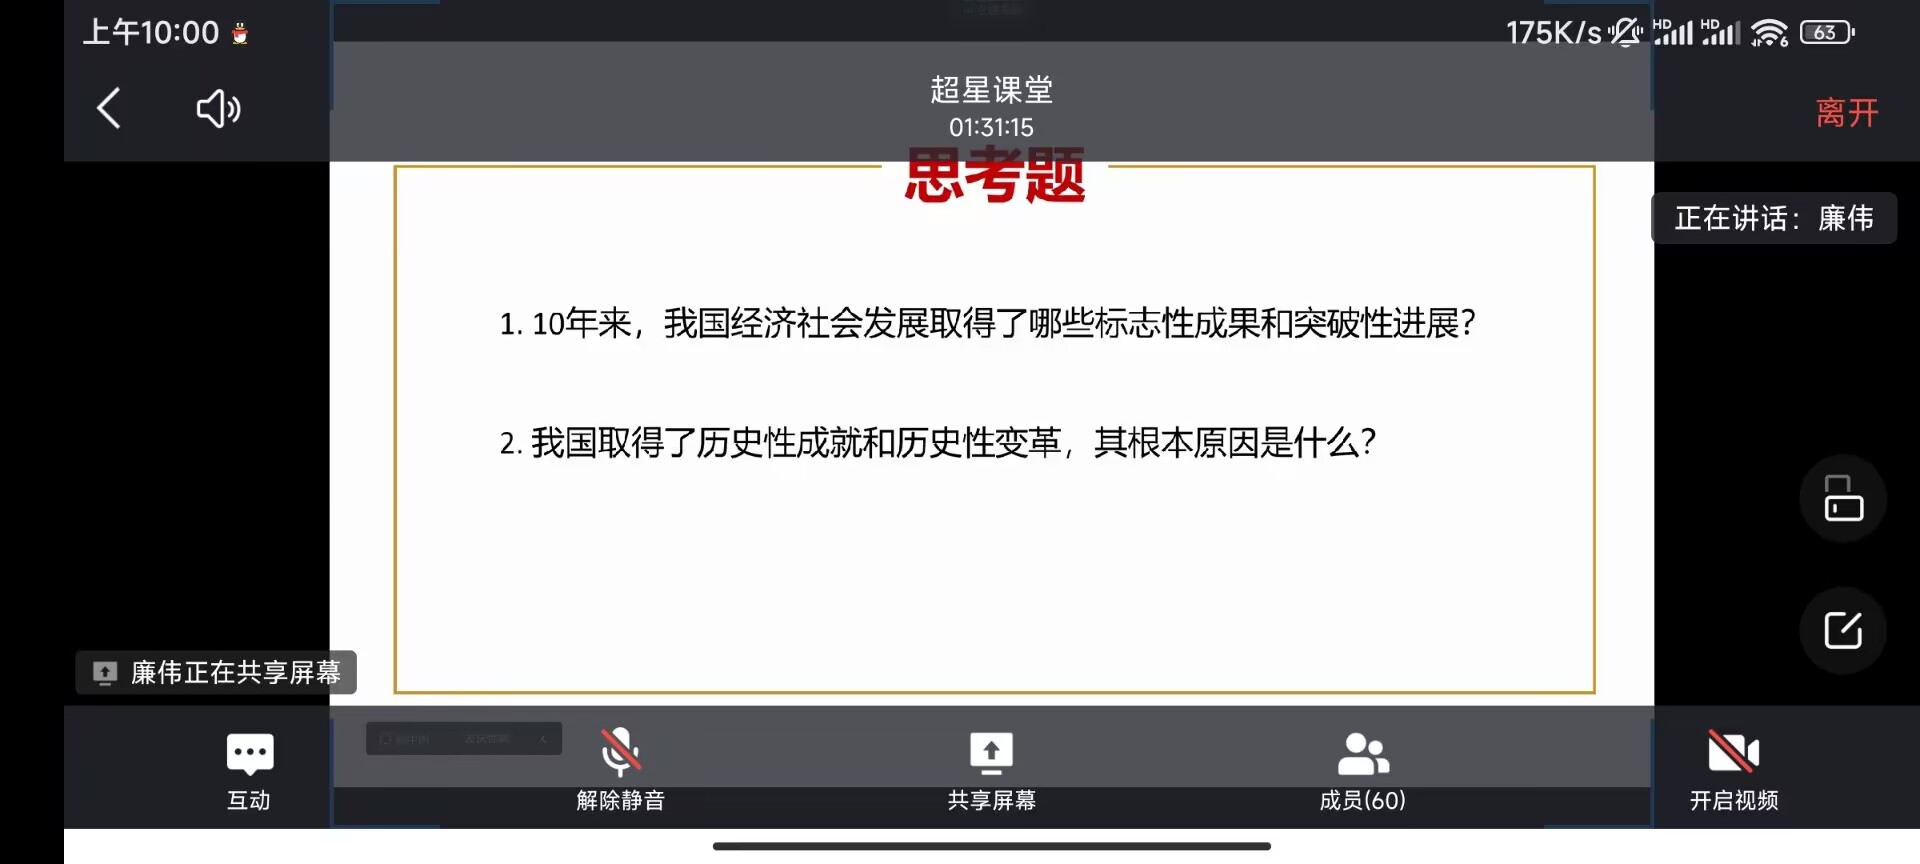 上午10:00
175K/s
HD
HD
6
63
超星课堂
01:31:15
离开
思考题
正在讲话：廉伟
1. 10年来，我国经济社会发展取得了哪些标志性成果和突破性进展？
2. 我国取得了历史性成就和历史性变革，其根本原因是什么？
廉伟正在共享屏幕
互动
解除静音
共享屏幕
成员(60)
开启视频